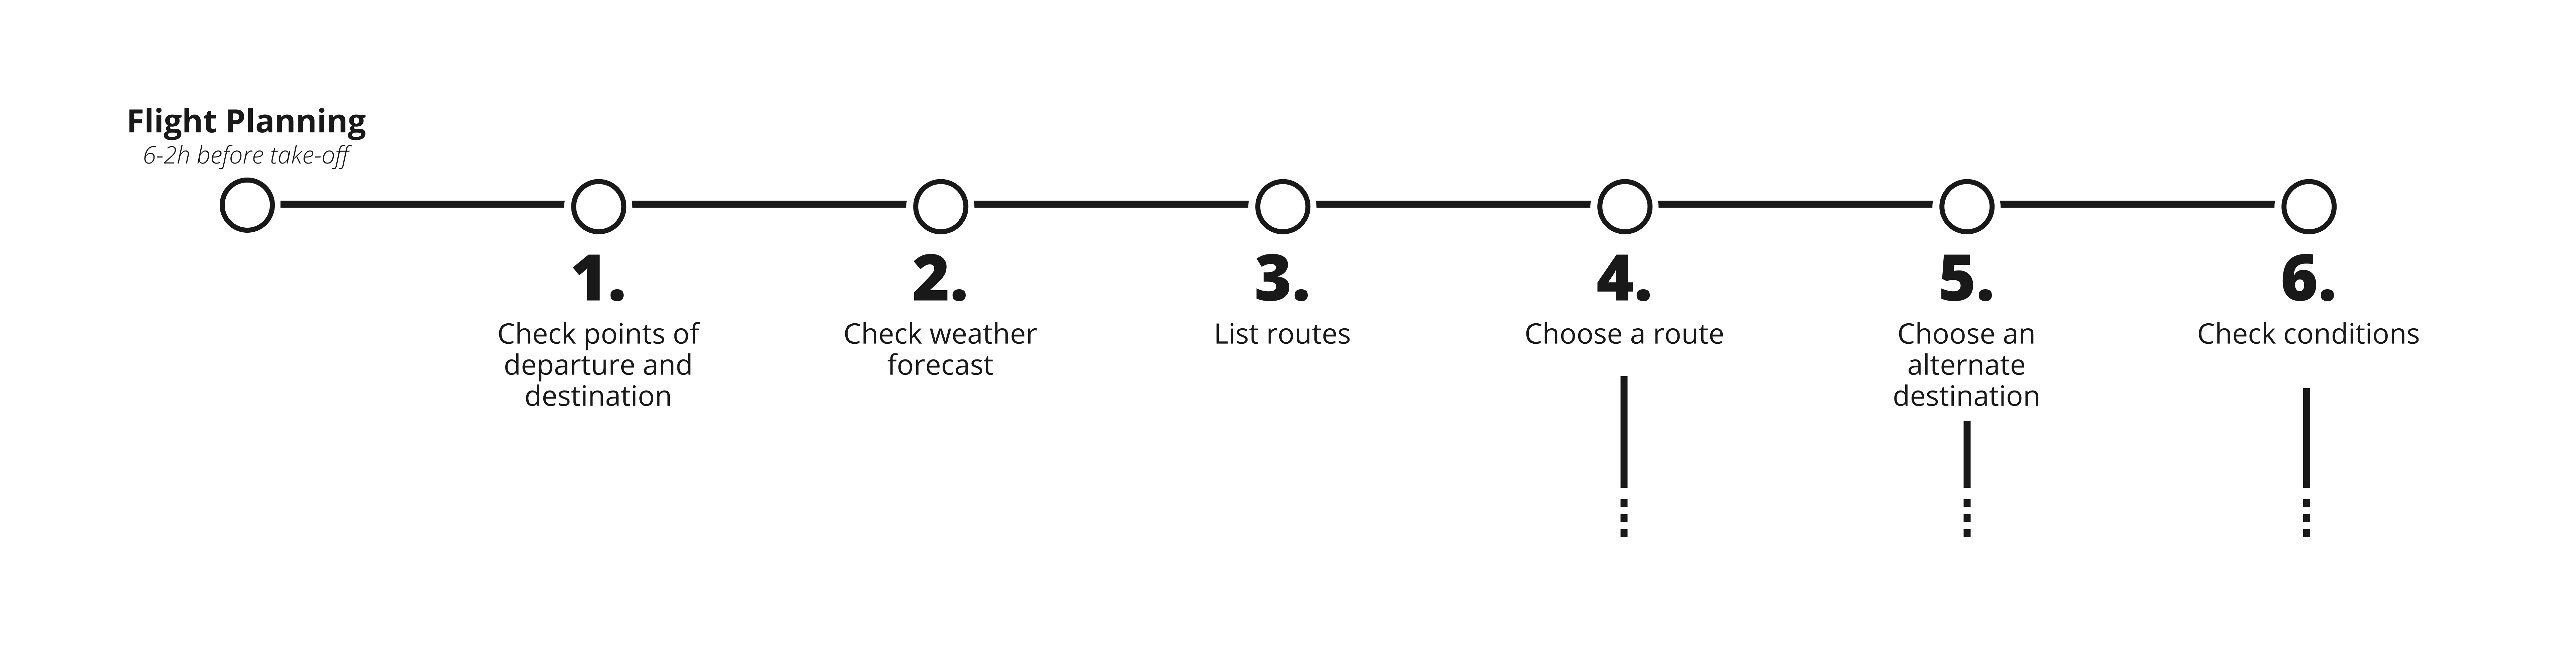 Flight Planning
6-2h before take-off
1.
Check points of
departure and
destination
2.
Check weather
forecast
3.
List routes
4.
Choose a route
5.
Choose an
alternate
destination
6.
Check conditions